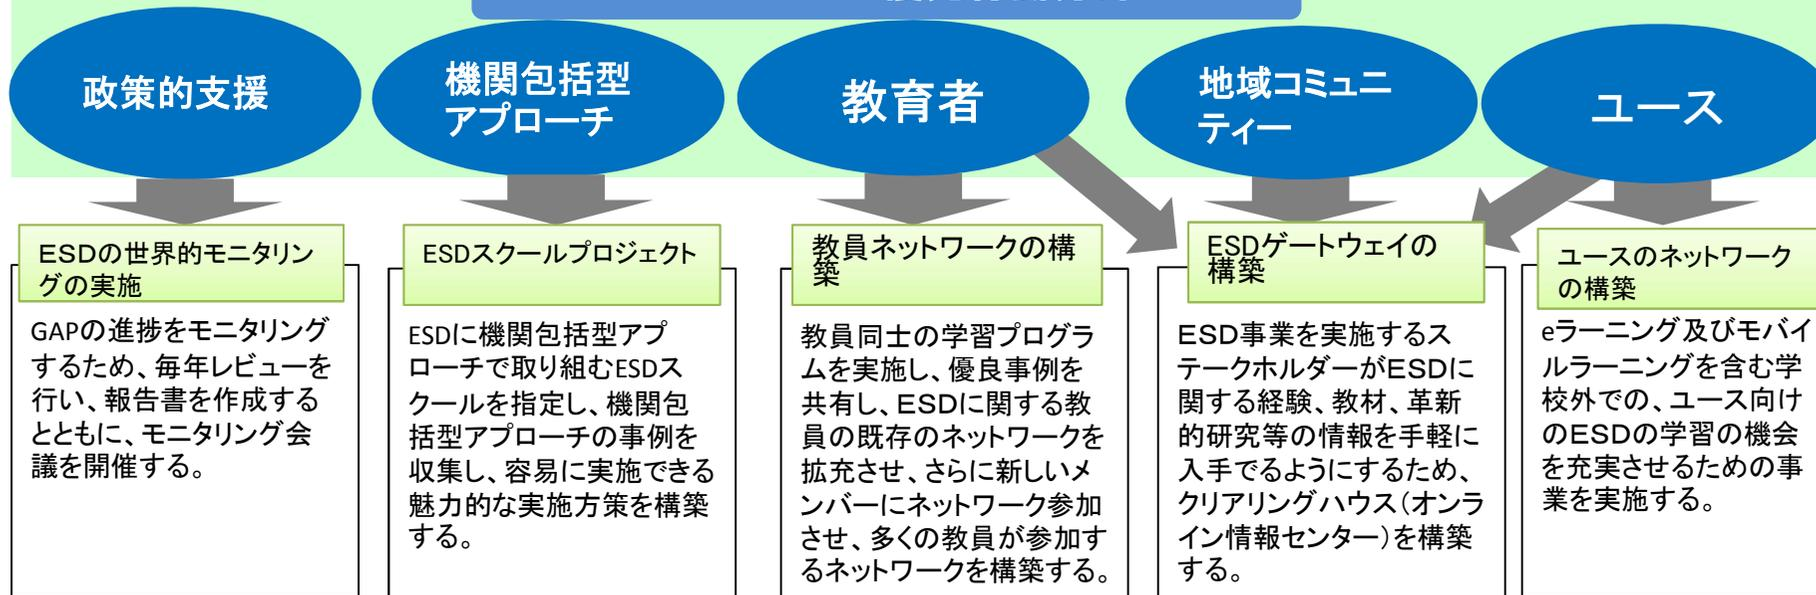 政策的支援
機関包括型
アプローチ
教育者
地域コミュニ
ティー
ユース
ESDの世界的モニタリン
グの実施
GAPの進捗をモニタリング
するため、毎年レビューを
行い、報告書を作成する
とともに、モニタリング会
議を開催する。
ESDスクールプロジェクト
ESDに機関包括型アプ
ローチで取り組むESDス
クールを指定し、機関包
括型アプローチの事例を
収集し、容易に実施できる
魅力的な実施方策を構築
する。
教員ネットワークの構
築
教員同士の学習プログラ
ムを実施し、優良事例を
共有し、ESDに関する教
員の既存のネットワークを
拡充させ、さらに新しいメ
ンバーにネットワーク参加
させ、多くの教員が参加す
るネットワークを構築する。
ESDゲートウェイの
構築
ESD事業を実施するス
テークホルダーがESDに
関する経験、教材、革新
的研究等の情報を手軽に
入手でるようにするため、
クリアリングハウス(オンラ
イン情報センター)を構築
する。
ユースのネットワーク
の構築
eラーニング及びモバイ
ルラーニングを含む学
校外での、ユース向け
のESDの学習の機会
を充実させるための事
業を実施する。